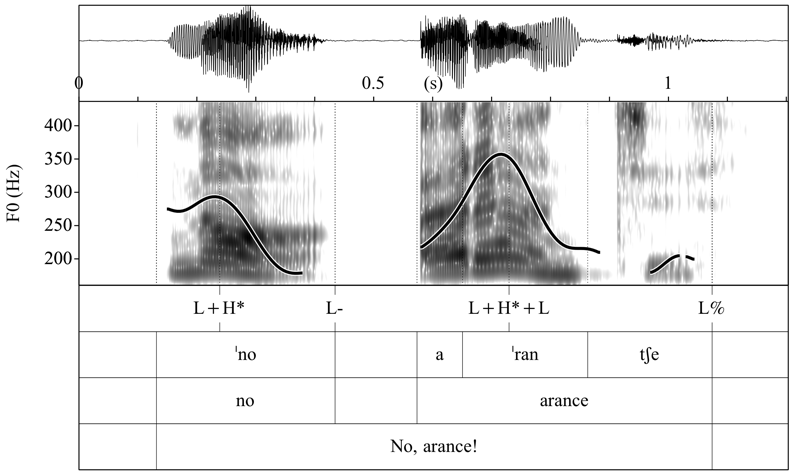 0 0.5 (s) 1
400
350
300
250
200
F0 (Hz)
L+H* L- L+H*+L L%
ˈno a ˈran tʃe
no arance
No, arance!